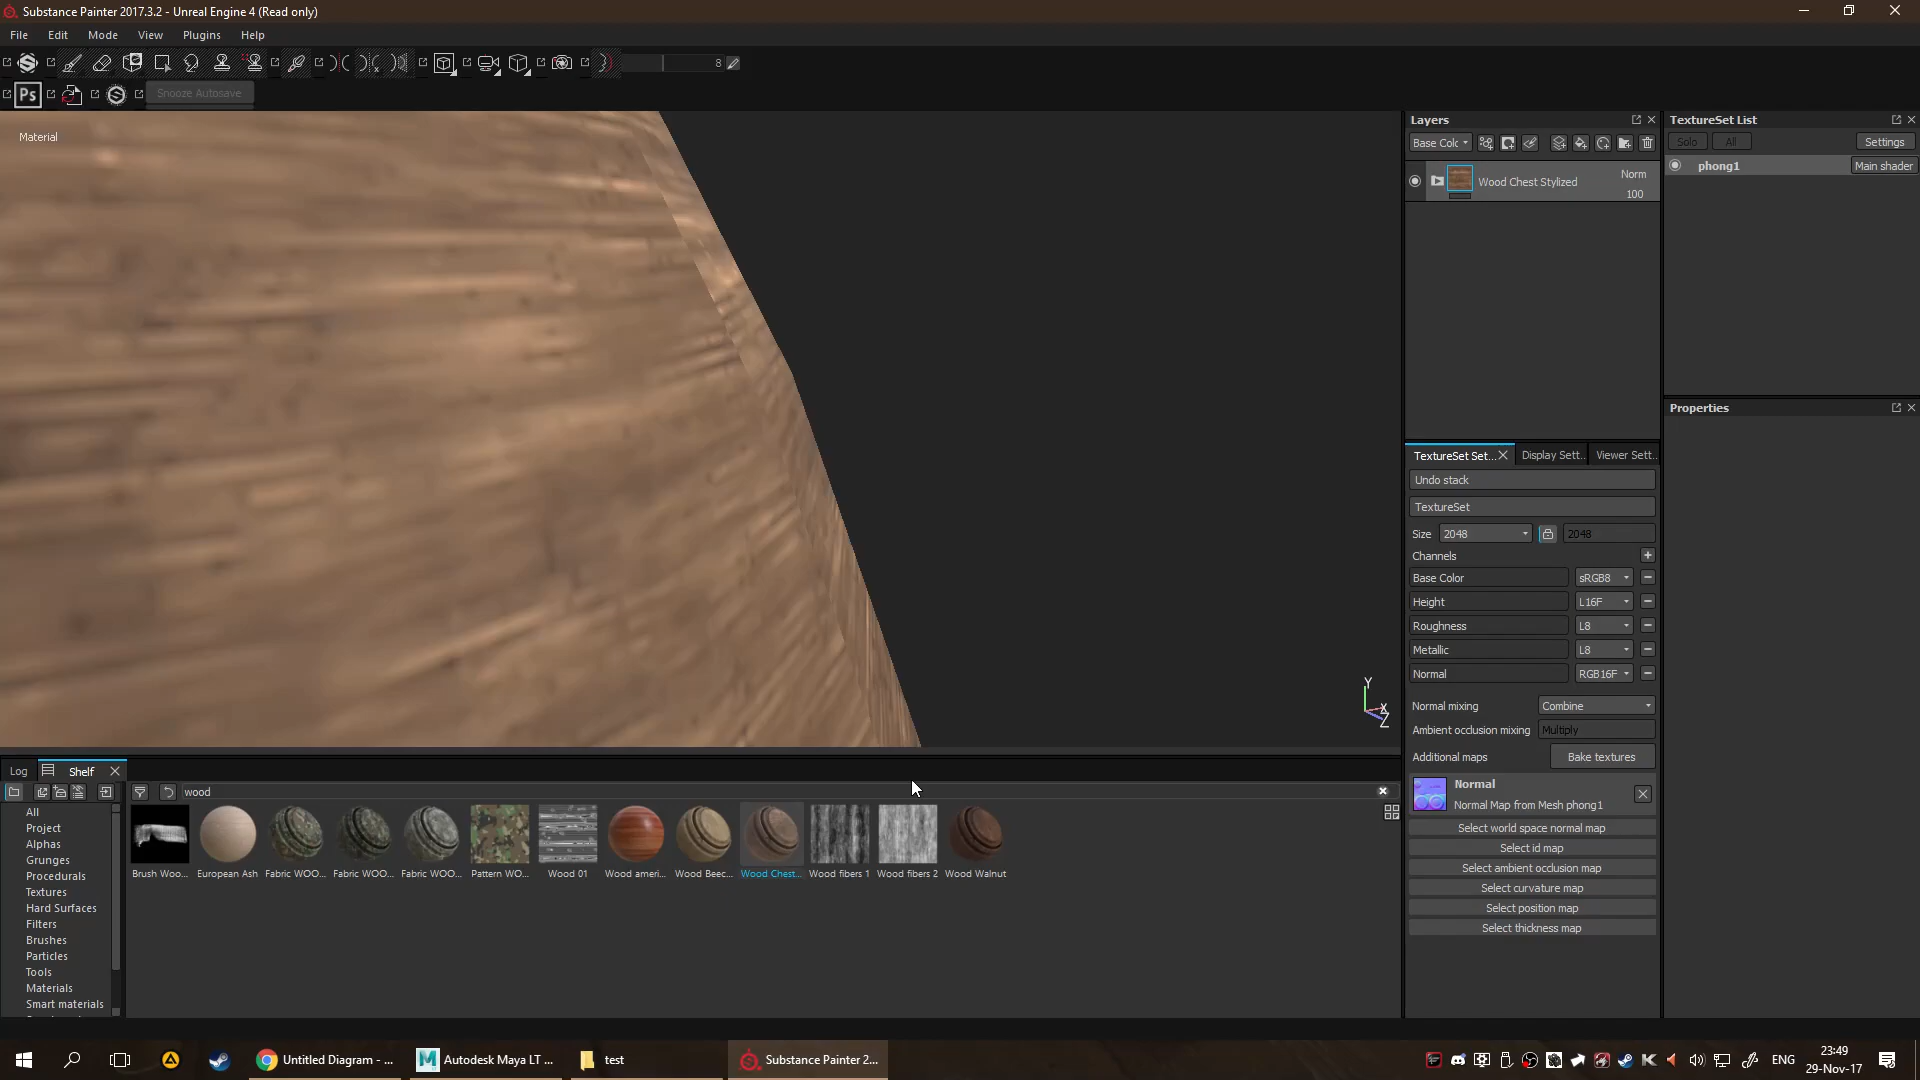 Substance Painter 2017.3.2 - Unreal Engine 4 (Read only)
File Edit Mode View Plugins Help
8
Ps
Snooze Autosave
Material
Layers
Base Colc
Wood Chest Stylized
Norm
100
TextureSet List
Solo All Settings
phong1 Main shader
Properties
TextureSet Set... Display Sett.. Viewer Sett..
Undo stack
TextureSet
Size 2048 2048
Channels
Base Color sRGB8
Height L16F
Roughness L8
Metallic L8
Normal RGB16F
Normal mixing Combine
Ambient occlusion mixing Multiply
Additional maps Bake textures
Normal
Normal Map from Mesh phong1
Select world space normal map
Select id map
Select ambient occlusion map
Select curvature map
Select position map
Select thickness map
Y
X
Z
Log Shelf
wood
All
Project
Alphas
Grunges
Procedurals
Textures
Hard Surfaces
Filters
Brushes
Particles
Tools
Materials
Smart materials
Brush Woo... European Ash Fabric WOO... Fabric WOO... Fabric WOO... Pattern WO... Wood 01 Wood ameri... Wood Beec... Wood Chest... Wood fibers 1 Wood fibers 2 Wood Walnut
Untitled Diagram - ... Autodesk Maya LT ... test Substance Painter 2...
ENG
23:49
29-Nov-17